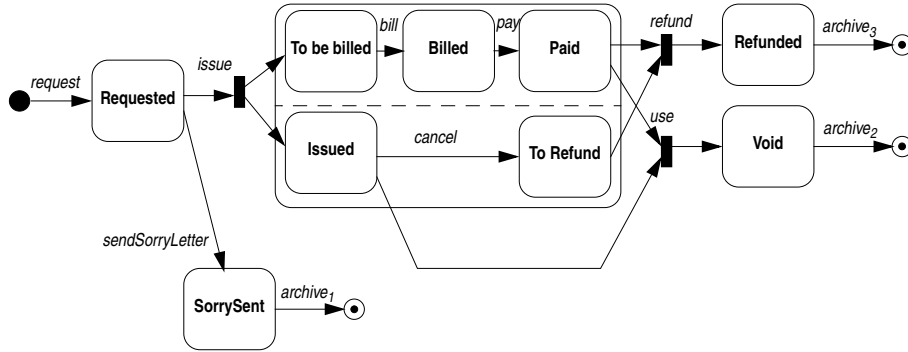 request
Requested
issue
To be billed
bill
Billed
pay
Paid
refund
Refunded
archive3
Issued
cancel
To Refund
use
Void
archive2
sendSorryLetter
SorrySent
archive1